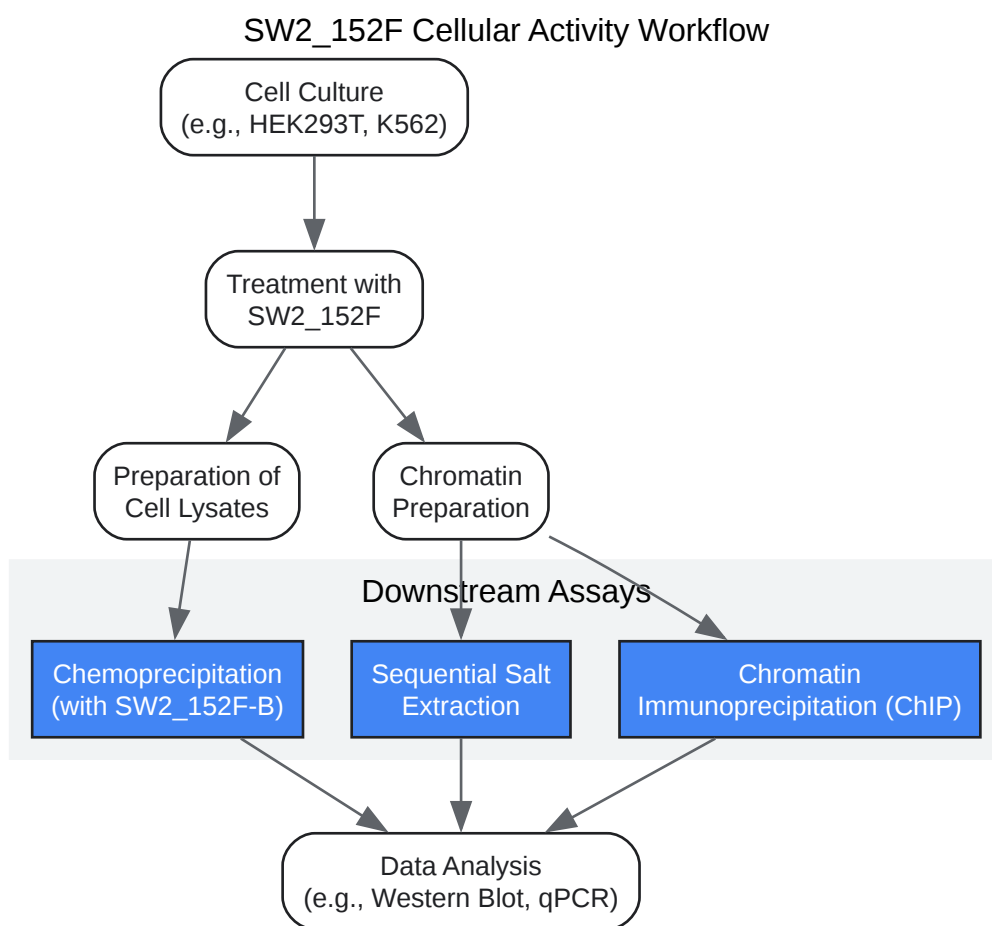 SW2_152F Cellular Activity Workflow
Cell Culture
(e.g., HEK293T, K562)
Treatment with
SW2_152F
Preparation of
Cell Lysates
Chromatin
Preparation
Downstream Assays
Chemoprecipitation
(with SW2_152F-B)
Sequential Salt
Extraction
Chromatin
Immunoprecipitation (ChIP)
Data Analysis
(e.g., Western Blot, qPCR)